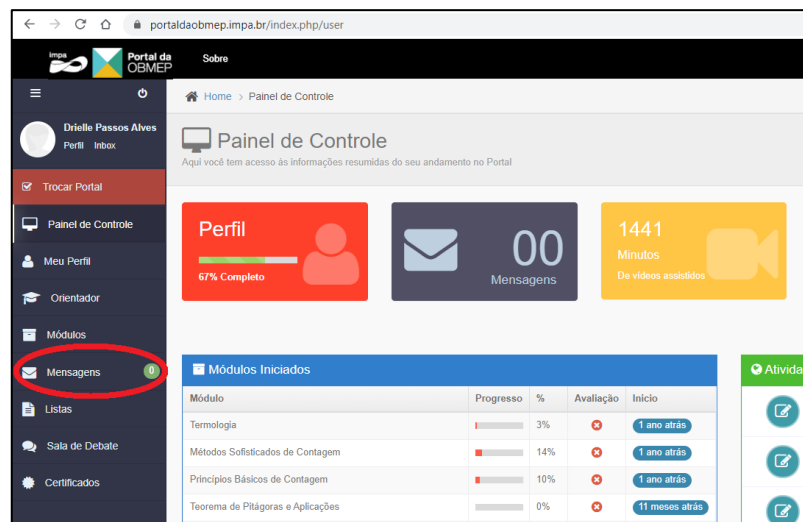 portaldaobmep.impa.br/index.php/user
impa
Portal da
OBMEP
Sobre
Home > Painel de Controle
Drielle Passos Alves
Perfil Inbox
Painel de Controle
Aqui você tem acesso ás informações resumidas do seu andamento no Portal
Trocar Portal
Painel de Controle
Meu Perfil
Orientador
Módulos
Mensagens 0
Listas
Sala de Debate
Certificados
Perfil
67% Completo
00
Mensagens
1441
Minutos
De vídeos assistidos
Módulos Iniciados
Módulo Progresso % Avaliação Inicio
Termologia 3% 1 ano atrás
Métodos Sofisticados de Contagem 14% 1 ano atrás
Princípios Básicos de Contagem 10% 1 ano atrás
Teorema de Pitágoras e Aplicações 0% 11 meses atrás
Ativida